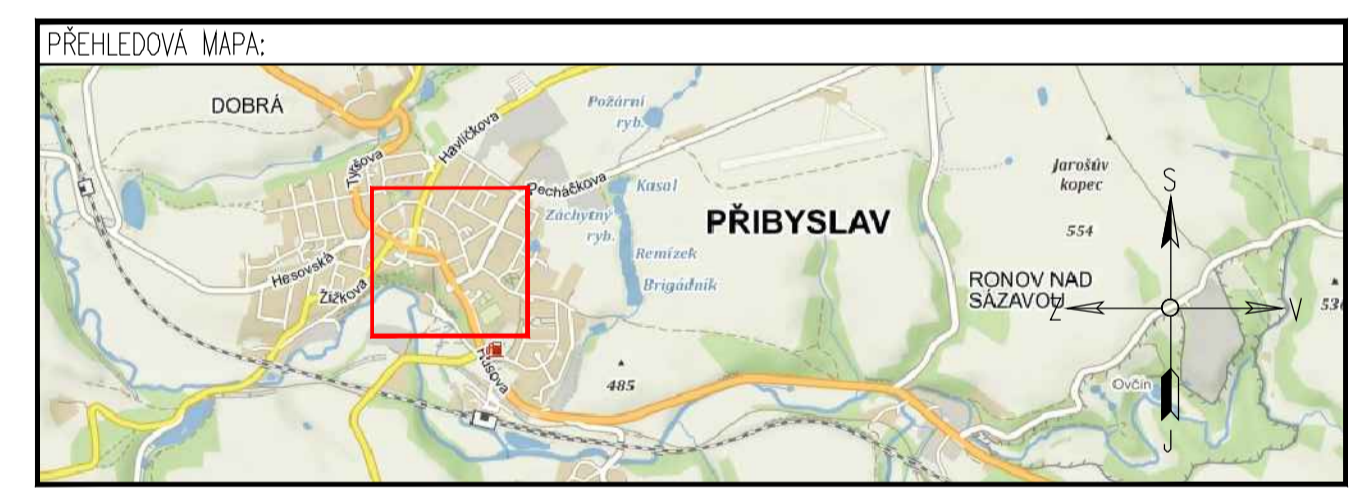 PŘEHLEDOVÁ MAPA:
DOBRÁ
Požární
ryb.
Havlíčkova
Tyršova
Pecháčkova
Kasal
Jarošův
kopec
554
S
Záchytný
ryb.
PŘIBYSLAV
Remízek
Brigádník
Hesovská
Žižkova
RONOV NAD
SÁZAVOU
Z
V
Husova
485
Ovčín
J